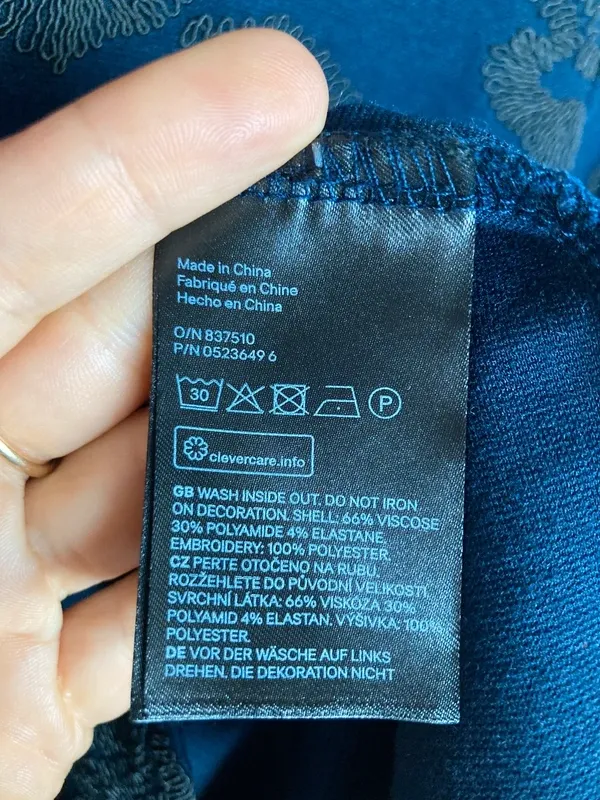 Made in China
Fabriqué en Chine
Hecho en China
O/N 837510
P/N 0523649 6
30
P
clevercare.info
GB WASH INSIDE OUT. DO NOT IRON
ON DECORATION. SHELL: 66% VISCOSE
30% POLYAMIDE 4% ELASTANE.
EMBROIDERY: 100% POLYESTER.
CZ PERTE OTOČENO NA RUBU.
ROZŽEHLETE DO PŮVODNÍ VELIKOSTI.
SVRCHNÍ LÁTKA: 66% VISKÓZA 30%
POLYAMID 4% ELASTAN. VÝŠIVKA: 100%
POLYESTER.
DE VOR DER WÄSCHE AUF LINKS
DREHEN. DIE DEKORATION NICHT